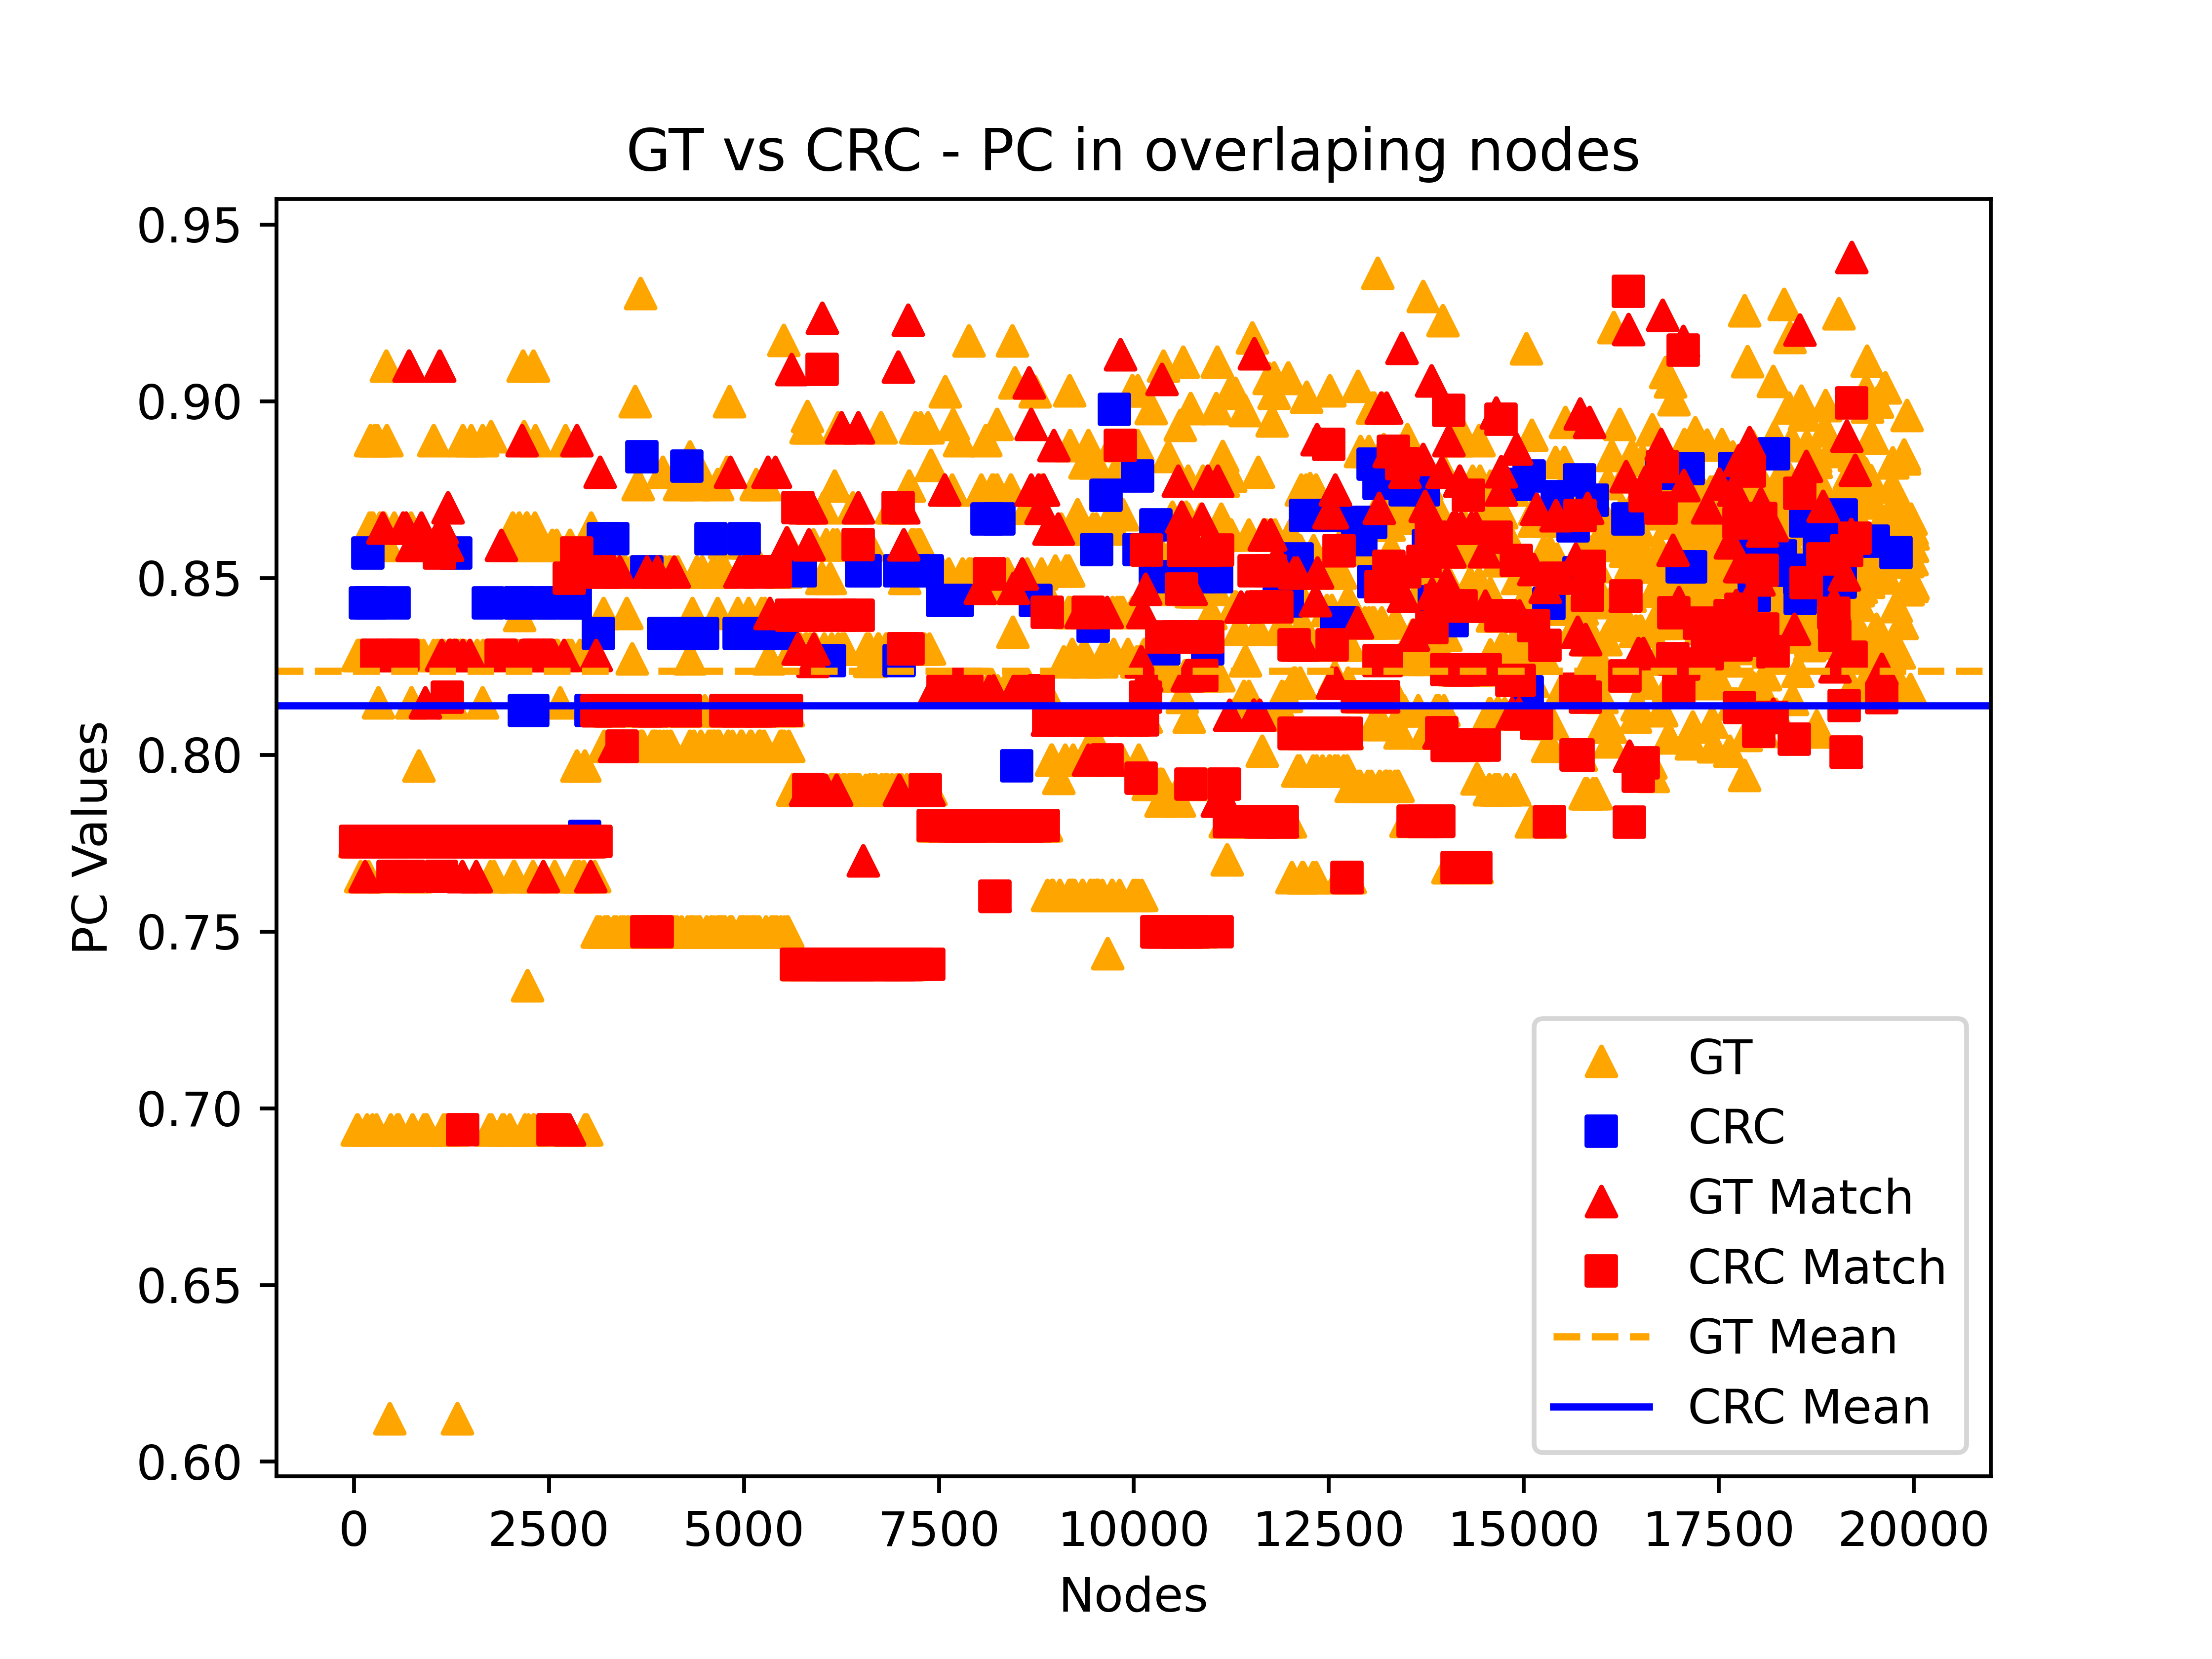 GT vs CRC - PC in overlaping nodes
0.95
0.90
0.85
0.80
0.75
0.70
0.65
0.60
PC Values
GT
CRC
GT Match
CRC Match
GT Mean
CRC Mean
0 2500 5000 7500 10000 12500 15000 17500 20000
Nodes